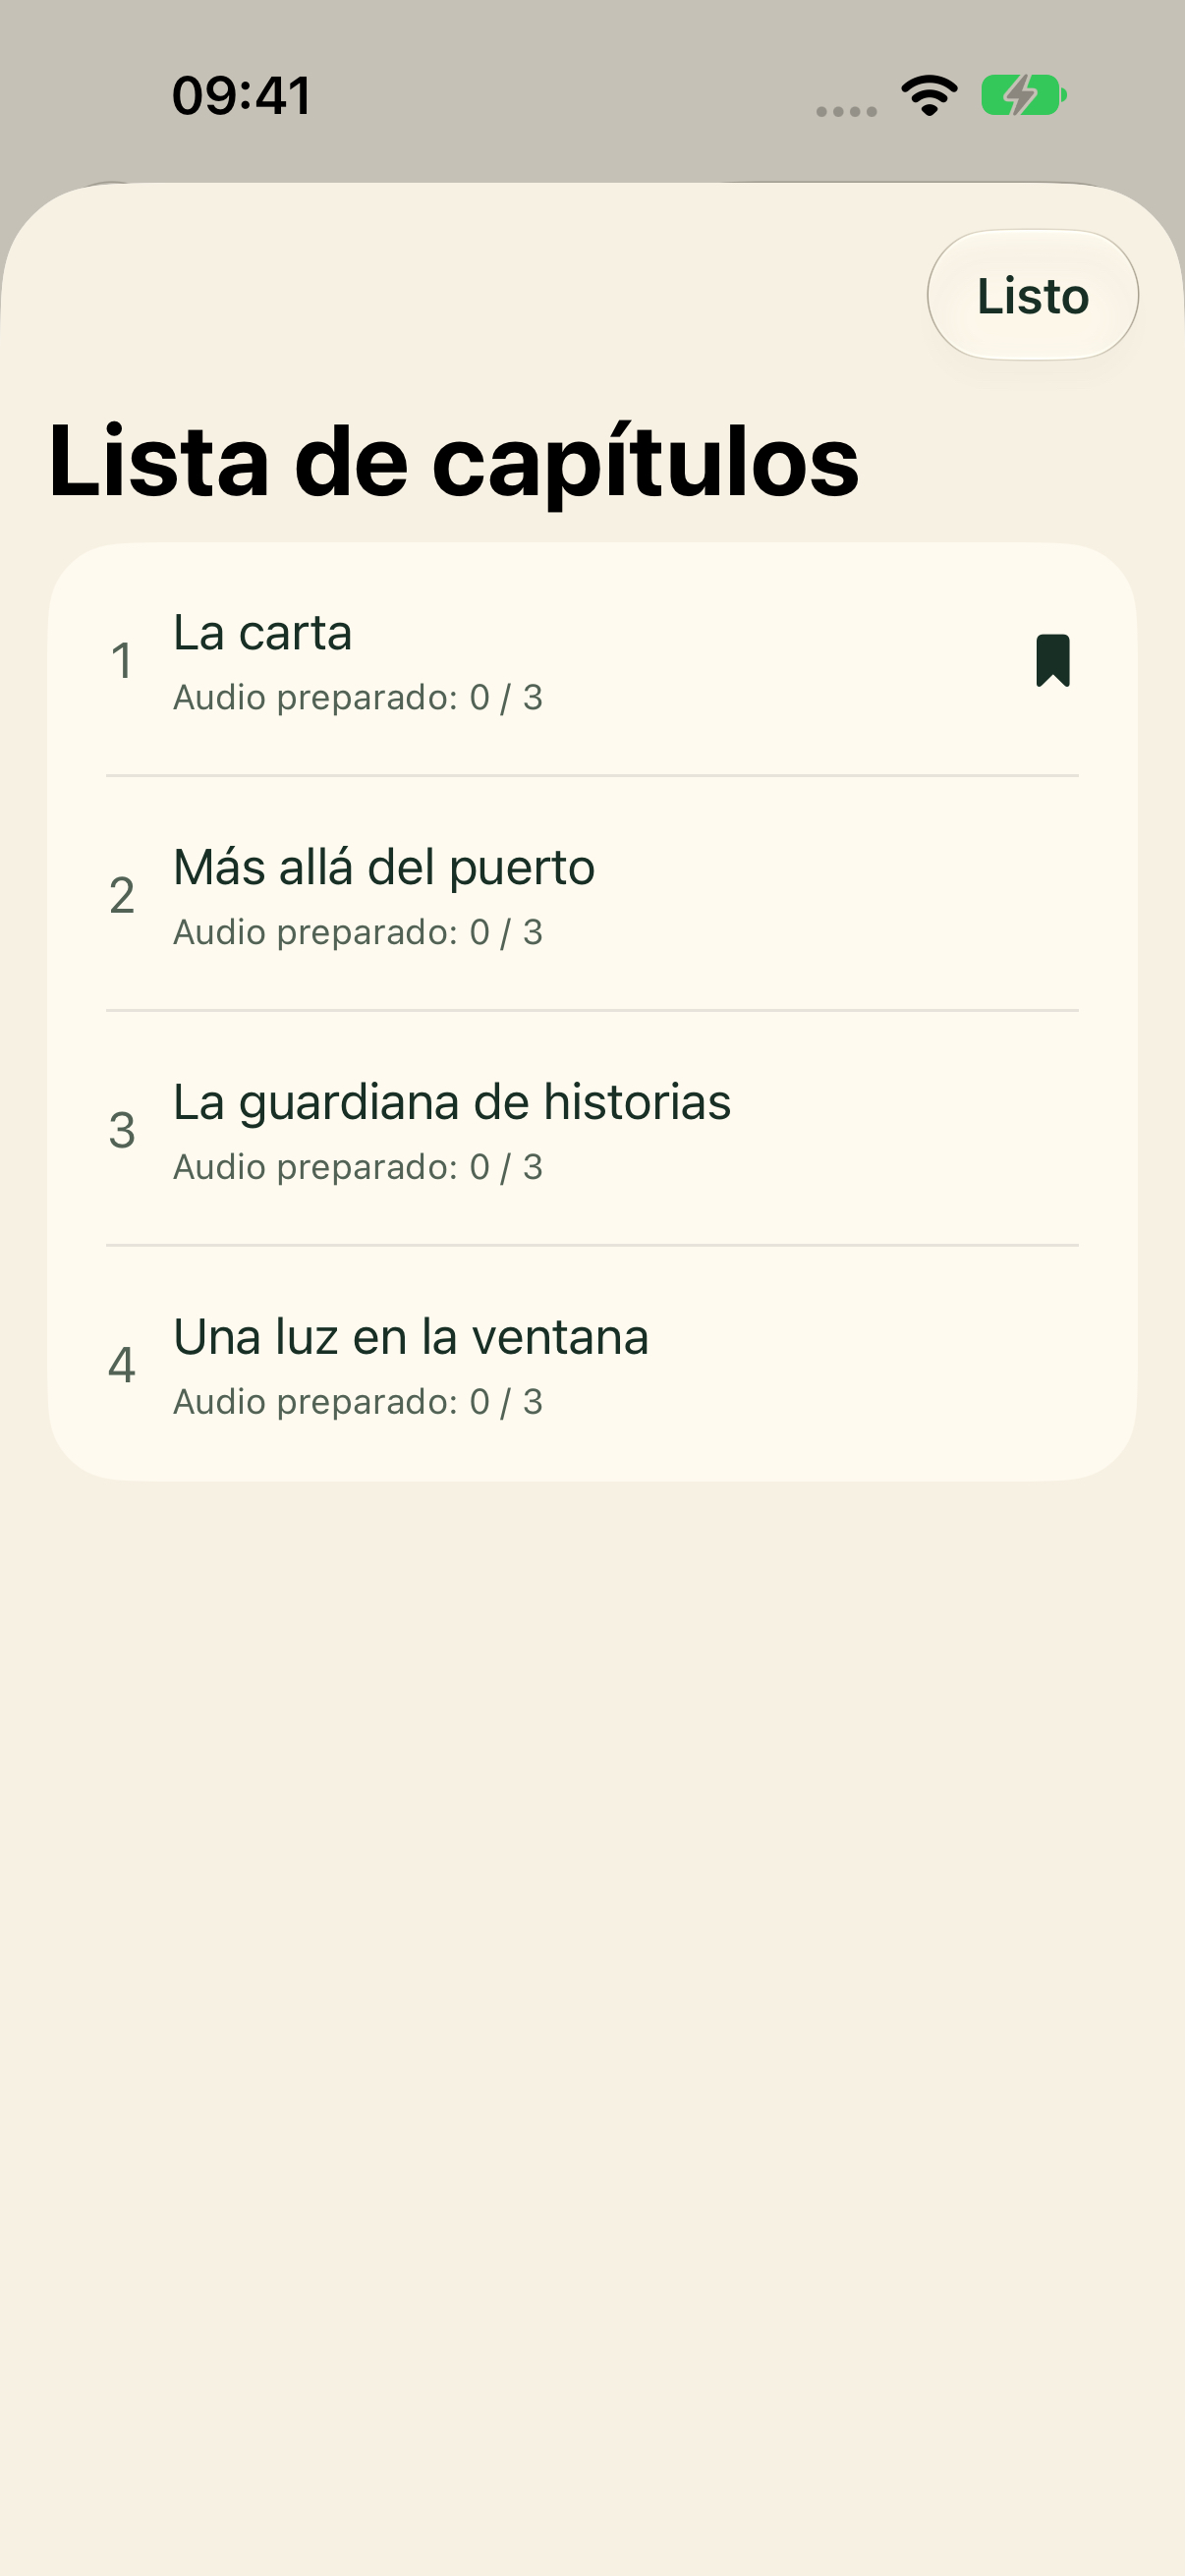 09:41
Listo
Lista de capítulos
1
La carta
Audio preparado: 0 / 3
2
Más allá del puerto
Audio preparado: 0 / 3
3
La guardiana de historias
Audio preparado: 0 / 3
4
Una luz en la ventana
Audio preparado: 0 / 3